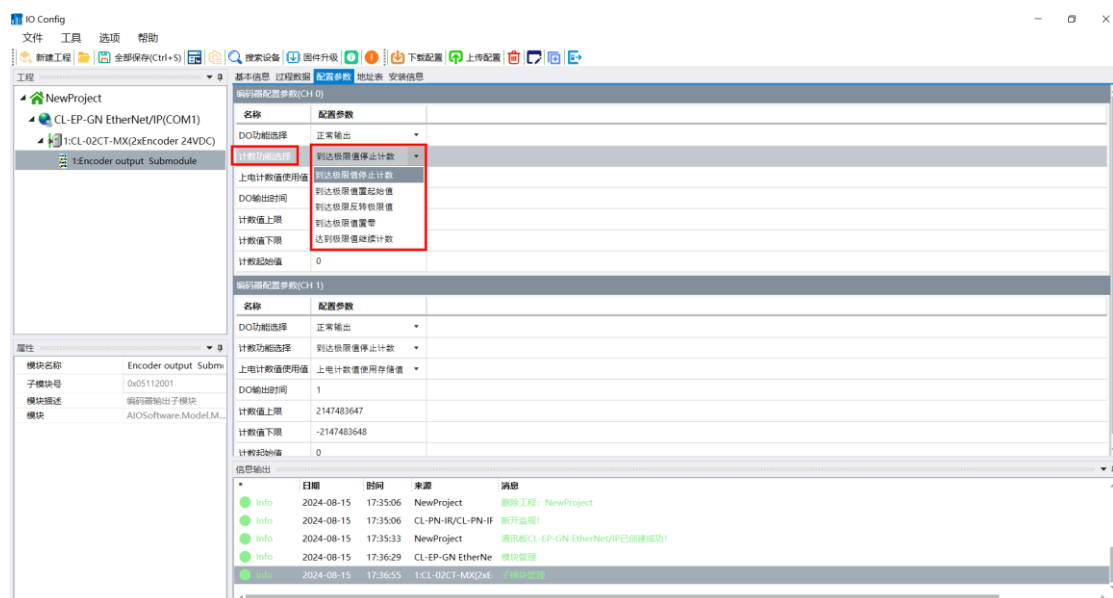 IO Config
文件 工具 选项 帮助
新建工程 全部保存(Ctrl+S) 搜索设备 固件升级 下载配置 上传配置
工程
NewProject
CL-EP-GN EtherNet/IP(COM1)
1:CL-02CT-MX(2xEncoder 24VDC)
1:Encoder output Submodule
属性
模块名称 Encoder output Subm
子模块号 0x05112001
模块描述 编码器输出子模块
模块 AIOSoftware.Model.M...
基本信息 过程数据 配置参数 地址表 安装信息
编码器配置参数(CH 0)
名称 配置参数
DO功能选择 正常输出
计数功能选择 到达极限值停止计数
上电计数值使用值 到达极限值停止计数
到达极限值置起始值
DO输出时间
到达极限反转极限值
计数值上限
到达极限值置零
计数值下限 达到极限值继续计数
计数起始值 0
编码器配置参数(CH 1)
名称 配置参数
DO功能选择 正常输出
计数功能选择 到达极限值停止计数
上电计数值使用值 上电计数值使用存储值
DO输出时间 1
计数值上限 2147483647
计数值下限 -2147483648
计数起始值 0
信息输出
* 日期 时间 来源 消息
Info 2024-08-15 17:35:06 NewProject 删除工程: NewProject
Info 2024-08-15 17:35:06 CL-PN-IR/CL-PN-IF 断开监视!
Info 2024-08-15 17:35:33 NewProject 通讯板CL-EP-GN EtherNet/IP已创建成功!
Info 2024-08-15 17:36:29 CL-EP-GN EtherNe 模块管理
Info 2024-08-15 17:36:55 1:CL-02CT-MX(2xE 子模块管理